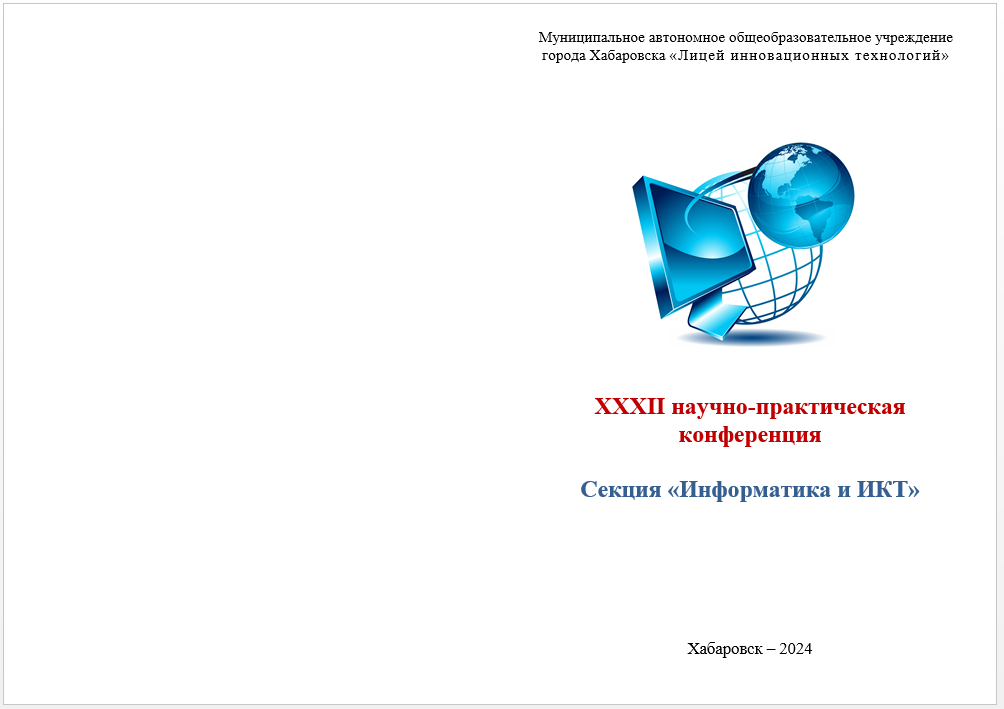 Муниципальное автономное общеобразовательное учреждение
города Хабаровска «Лицей инновационных технологий»
XXXII научно-практическая
конференция
Секция «Информатика и ИКТ»
Хабаровск – 2024